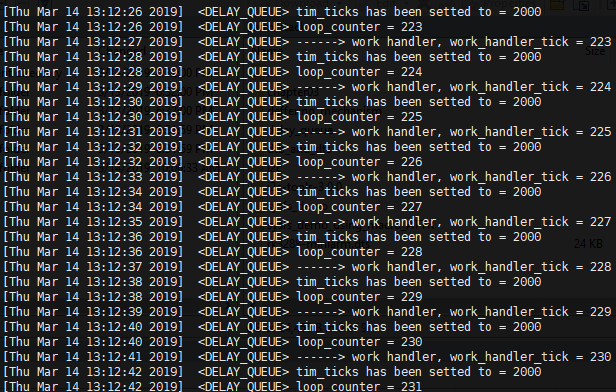 [Thu Mar 14 13:12:26 2019]  <DELAY_QUEUE> tim_ticks has been setted to = 2000
[Thu Mar 14 13:12:26 2019]  <DELAY_QUEUE> loop_counter = 223
[Thu Mar 14 13:12:27 2019]  <DELAY_QUEUE> ------> work handler, work_handler_tick = 223
[Thu Mar 14 13:12:28 2019]  <DELAY_QUEUE> tim_ticks has been setted to = 2000
[Thu Mar 14 13:12:28 2019]  <DELAY_QUEUE> loop_counter = 224
[Thu Mar 14 13:12:29 2019]  <DELAY_QUEUE> ------> work handler, work_handler_tick = 224
[Thu Mar 14 13:12:30 2019]  <DELAY_QUEUE> tim_ticks has been setted to = 2000
[Thu Mar 14 13:12:30 2019]  <DELAY_QUEUE> loop_counter = 225
[Thu Mar 14 13:12:31 2019]  <DELAY_QUEUE> ------> work handler, work_handler_tick = 225
[Thu Mar 14 13:12:32 2019]  <DELAY_QUEUE> tim_ticks has been setted to = 2000
[Thu Mar 14 13:12:32 2019]  <DELAY_QUEUE> loop_counter = 226
[Thu Mar 14 13:12:33 2019]  <DELAY_QUEUE> ------> work handler, work_handler_tick = 226
[Thu Mar 14 13:12:34 2019]  <DELAY_QUEUE> tim_ticks has been setted to = 2000
[Thu Mar 14 13:12:34 2019]  <DELAY_QUEUE> loop_counter = 227
[Thu Mar 14 13:12:35 2019]  <DELAY_QUEUE> ------> work handler, work_handler_tick = 227
[Thu Mar 14 13:12:36 2019]  <DELAY_QUEUE> tim_ticks has been setted to = 2000
[Thu Mar 14 13:12:36 2019]  <DELAY_QUEUE> loop_counter = 228
[Thu Mar 14 13:12:37 2019]  <DELAY_QUEUE> ------> work handler, work_handler_tick = 228
[Thu Mar 14 13:12:38 2019]  <DELAY_QUEUE> tim_ticks has been setted to = 2000
[Thu Mar 14 13:12:38 2019]  <DELAY_QUEUE> loop_counter = 229
[Thu Mar 14 13:12:39 2019]  <DELAY_QUEUE> ------> work handler, work_handler_tick = 229
[Thu Mar 14 13:12:40 2019]  <DELAY_QUEUE> tim_ticks has been setted to = 2000
[Thu Mar 14 13:12:40 2019]  <DELAY_QUEUE> loop_counter = 230
[Thu Mar 14 13:12:41 2019]  <DELAY_QUEUE> ------> work handler, work_handler_tick = 230
[Thu Mar 14 13:12:42 2019]  <DELAY_QUEUE> tim_ticks has been setted to = 2000
[Thu Mar 14 13:12:42 2019]  <DELAY_QUEUE> loop_counter = 231
Size
24 KB